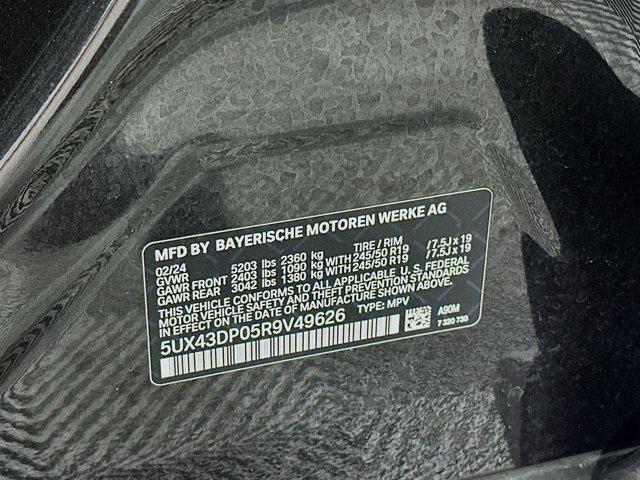 MFD BY BAYERISCHE MOTOREN WERKE AG
02/24 TIRE / RIM
GVWR 5203 lbs 2360 kg
GAWR FRONT 2403 lbs 1090 kg WITH 245/50 R19 / 7.5J x 19
GAWR REAR 3042 lbs 1380 kg WITH 245/50 R19 / 7.5J x 19
THIS VEHICLE CONFORMS TO ALL APPLICABLE U. S. FEDERAL
MOTOR VEHICLE SAFETY, BUMPER, AND THEFT PREVENTION STANDARDS
IN EFFECT ON THE DATE OF MANUFACTURE SHOWN ABOVE.
5UX43DP05R9V49626 TYPE: MPV
A90M
7 320 730